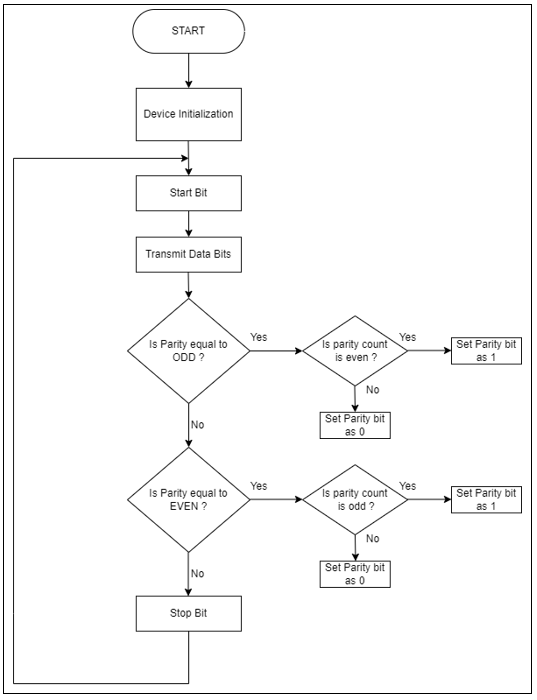 START
Device Initialization
Start Bit
Transmit Data Bits
Is Parity equal to
ODD ?
Yes
Is parity count
is even ?
Yes
Set Parity bit
as 1
No
Set Parity bit
as 0
No
Is Parity equal to
EVEN ?
Yes
Is parity count
is odd ?
Yes
Set Parity bit
as 1
No
Set Parity bit
as 0
No
Stop Bit